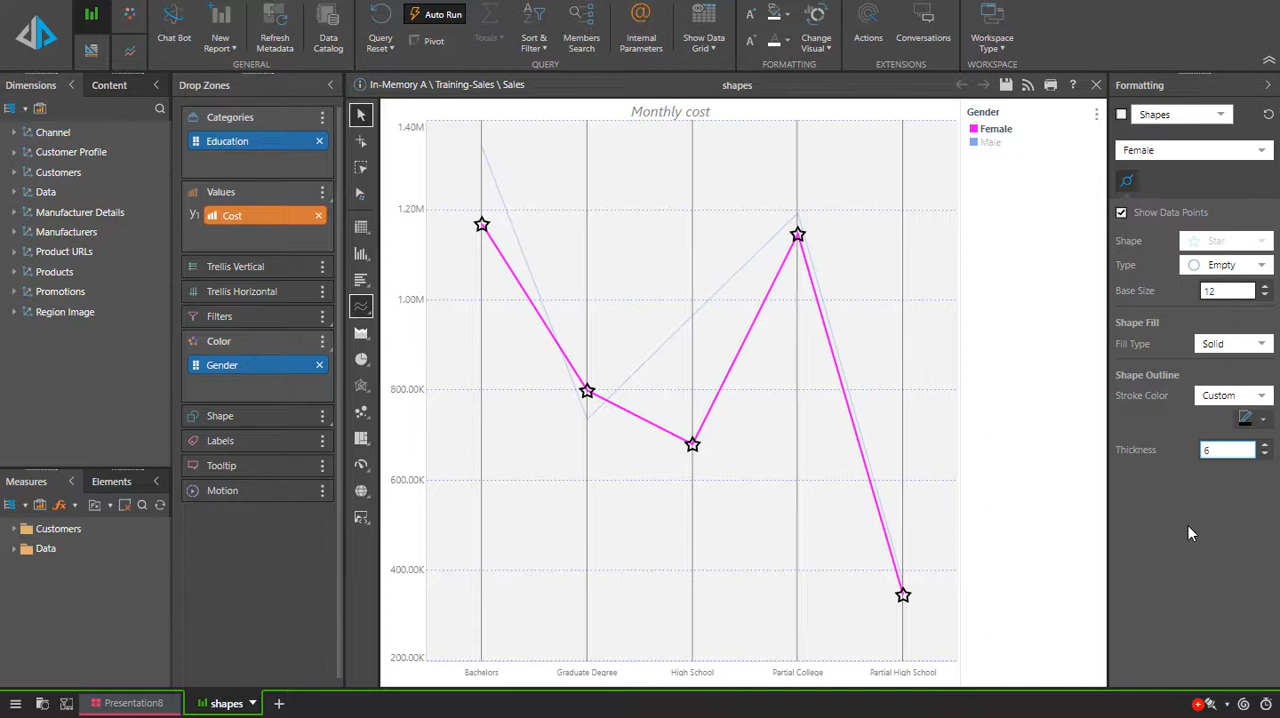 Chat Bot
New Report
Refresh Metadata
Data Catalog
GENERAL
Query Reset
Auto Run
Pivot
Totals
Sort & Filter
Members Search
QUERY
Internal Parameters
Show Data Grid
A
A
A
Change Visual
FORMATTING
Actions
Conversations
EXTENSIONS
Workspace Type
WORKSPACE
Dimensions
Content
Drop Zones
In-Memory A \ Training-Sales \ Sales
shapes
?
Formatting
Channel
Customer Profile
Customers
Data
Manufacturer Details
Manufacturers
Product URLs
Products
Promotions
Region Image
Measures
Elements
fx
Customers
Data
Categories
Education
Values
y1
Cost
Trellis Vertical
Trellis Horizontal
Filters
Color
Gender
Shape
Labels
Tooltip
Motion
Monthly cost
1.40M
1.20M
1.00M
800.00K
600.00K
400.00K
200.00K
Bachelors
Graduate Degree
High School
Partial College
Partial High School
Gender
Female
Male
Shapes
Female
Show Data Points
Shape
Star
Type
Empty
Base Size
12
Shape Fill
Fill Type
Solid
Shape Outline
Stroke Color
Custom
Thickness
6
Presentation8
shapes
+